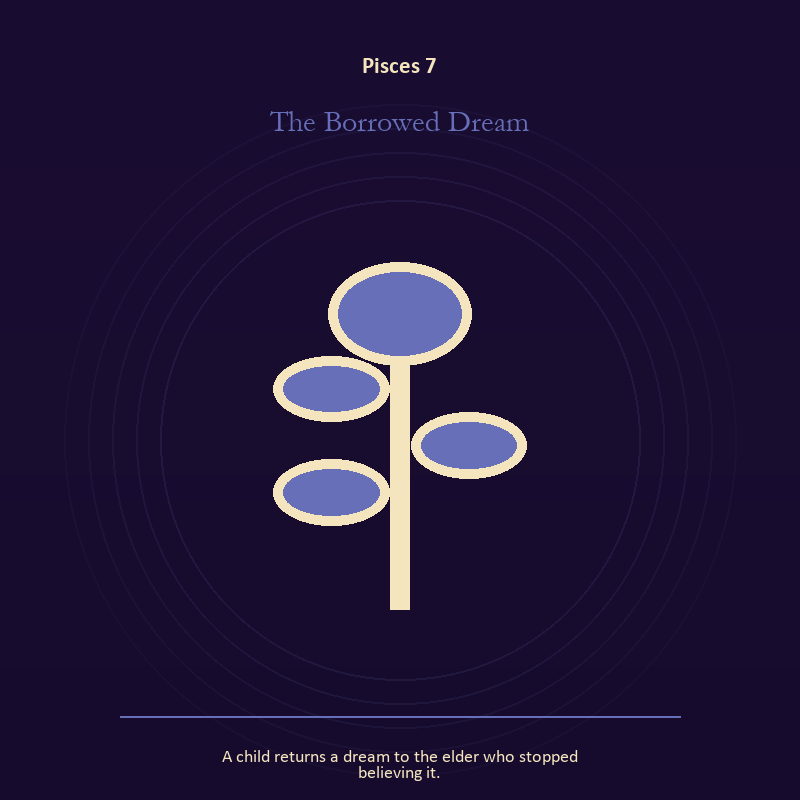 Pisces 7
The Borrowed Dream
A child returns a dream to the elder who stopped
believing it.